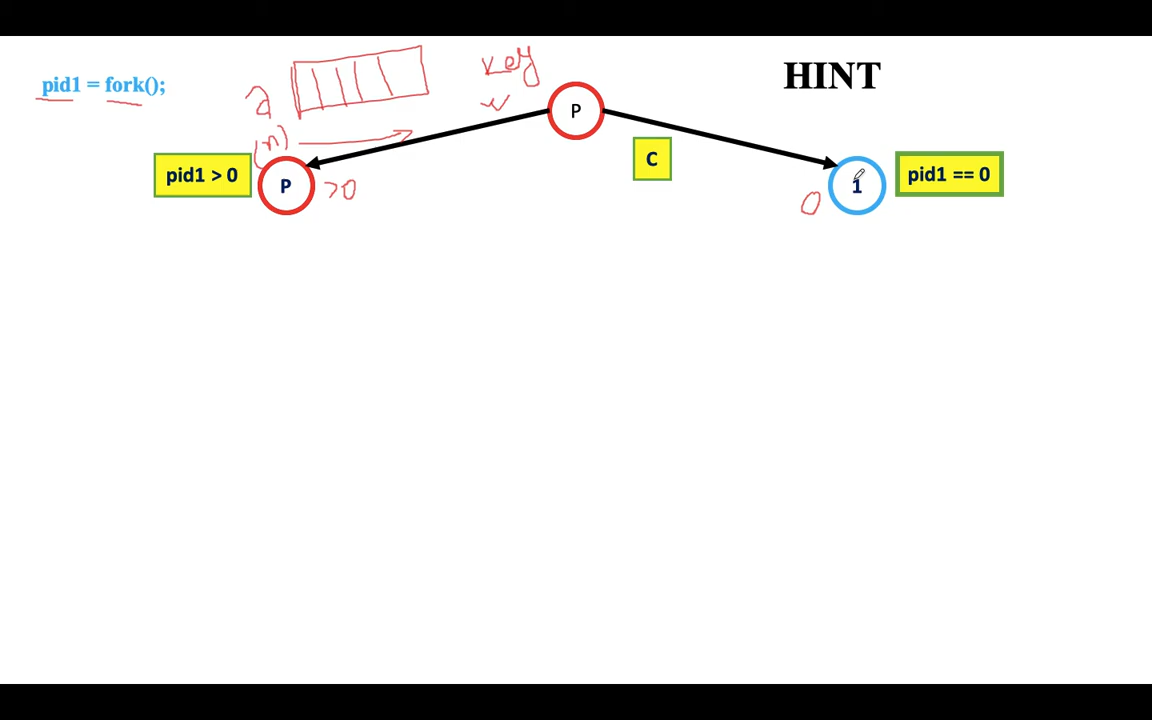 HINT
pid1 = fork();
key
P
C
(n)
pid1 > 0
P
>0
0
1
pid1 == 0